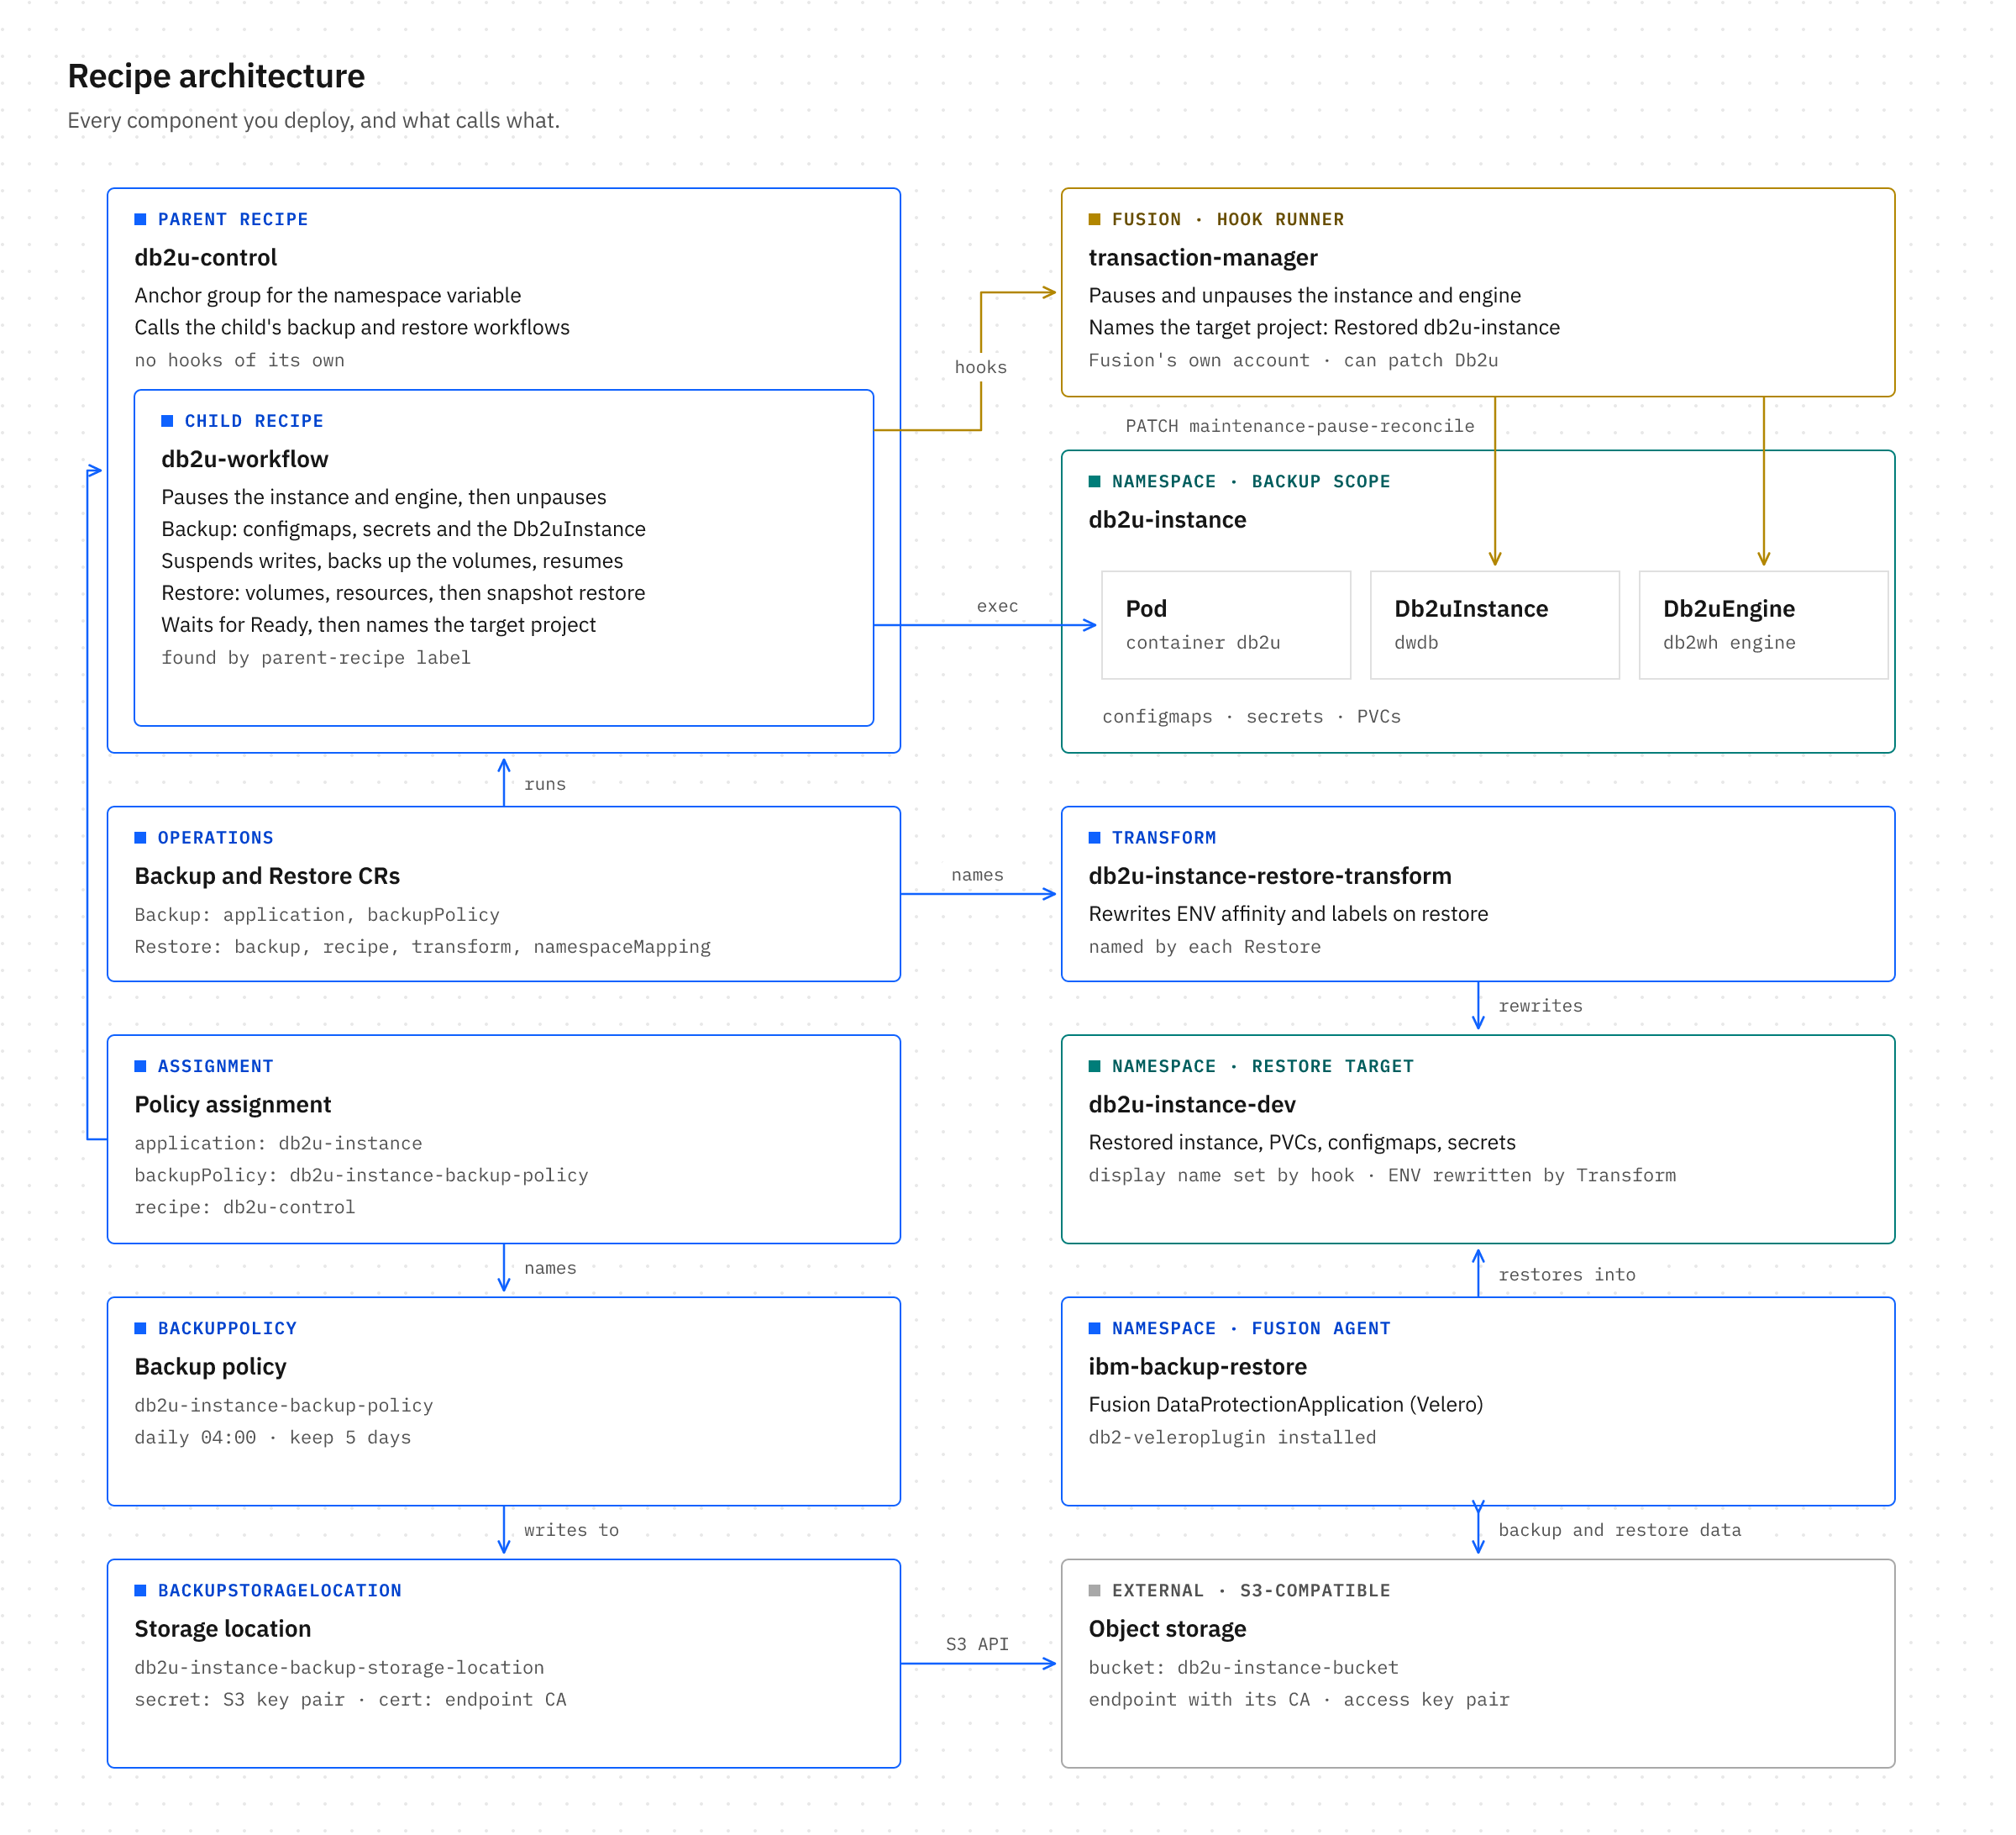 Recipe architecture
Every component you deploy, and what calls what.
PARENT RECIPE
db2u-control
Anchor group for the namespace variable
Calls the child's backup and restore workflows
no hooks of its own
CHILD RECIPE
db2u-workflow
Pauses the instance and engine, then unpauses
Backup: configmaps, secrets and the Db2uInstance
Suspends writes, backs up the volumes, resumes
Restore: volumes, resources, then snapshot restore
Waits for Ready, then names the target project
found by parent-recipe label
hooks
exec
FUSION · HOOK RUNNER
transaction-manager
Pauses and unpauses the instance and engine
Names the target project: Restored db2u-instance
Fusion's own account · can patch Db2u
PATCH maintenance-pause-reconcile
NAMESPACE · BACKUP SCOPE
db2u-instance
Pod
container db2u
Db2uInstance
dwdb
Db2uEngine
db2wh engine
configmaps · secrets · PVCs
runs
OPERATIONS
Backup and Restore CRs
Backup: application, backupPolicy
Restore: backup, recipe, transform, namespaceMapping
names
TRANSFORM
db2u-instance-restore-transform
Rewrites ENV affinity and labels on restore
named by each Restore
rewrites
ASSIGNMENT
Policy assignment
application: db2u-instance
backupPolicy: db2u-instance-backup-policy
recipe: db2u-control
names
NAMESPACE · RESTORE TARGET
db2u-instance-dev
Restored instance, PVCs, configmaps, secrets
display name set by hook · ENV rewritten by Transform
restores into
BACKUPPOLICY
Backup policy
db2u-instance-backup-policy
daily 04:00 · keep 5 days
writes to
NAMESPACE · FUSION AGENT
ibm-backup-restore
Fusion DataProtectionApplication (Velero)
db2-veleroplugin installed
backup and restore data
BACKUPSTORAGELOCATION
Storage location
db2u-instance-backup-storage-location
secret: S3 key pair · cert: endpoint CA
S3 API
EXTERNAL · S3-COMPATIBLE
Object storage
bucket: db2u-instance-bucket
endpoint with its CA · access key pair